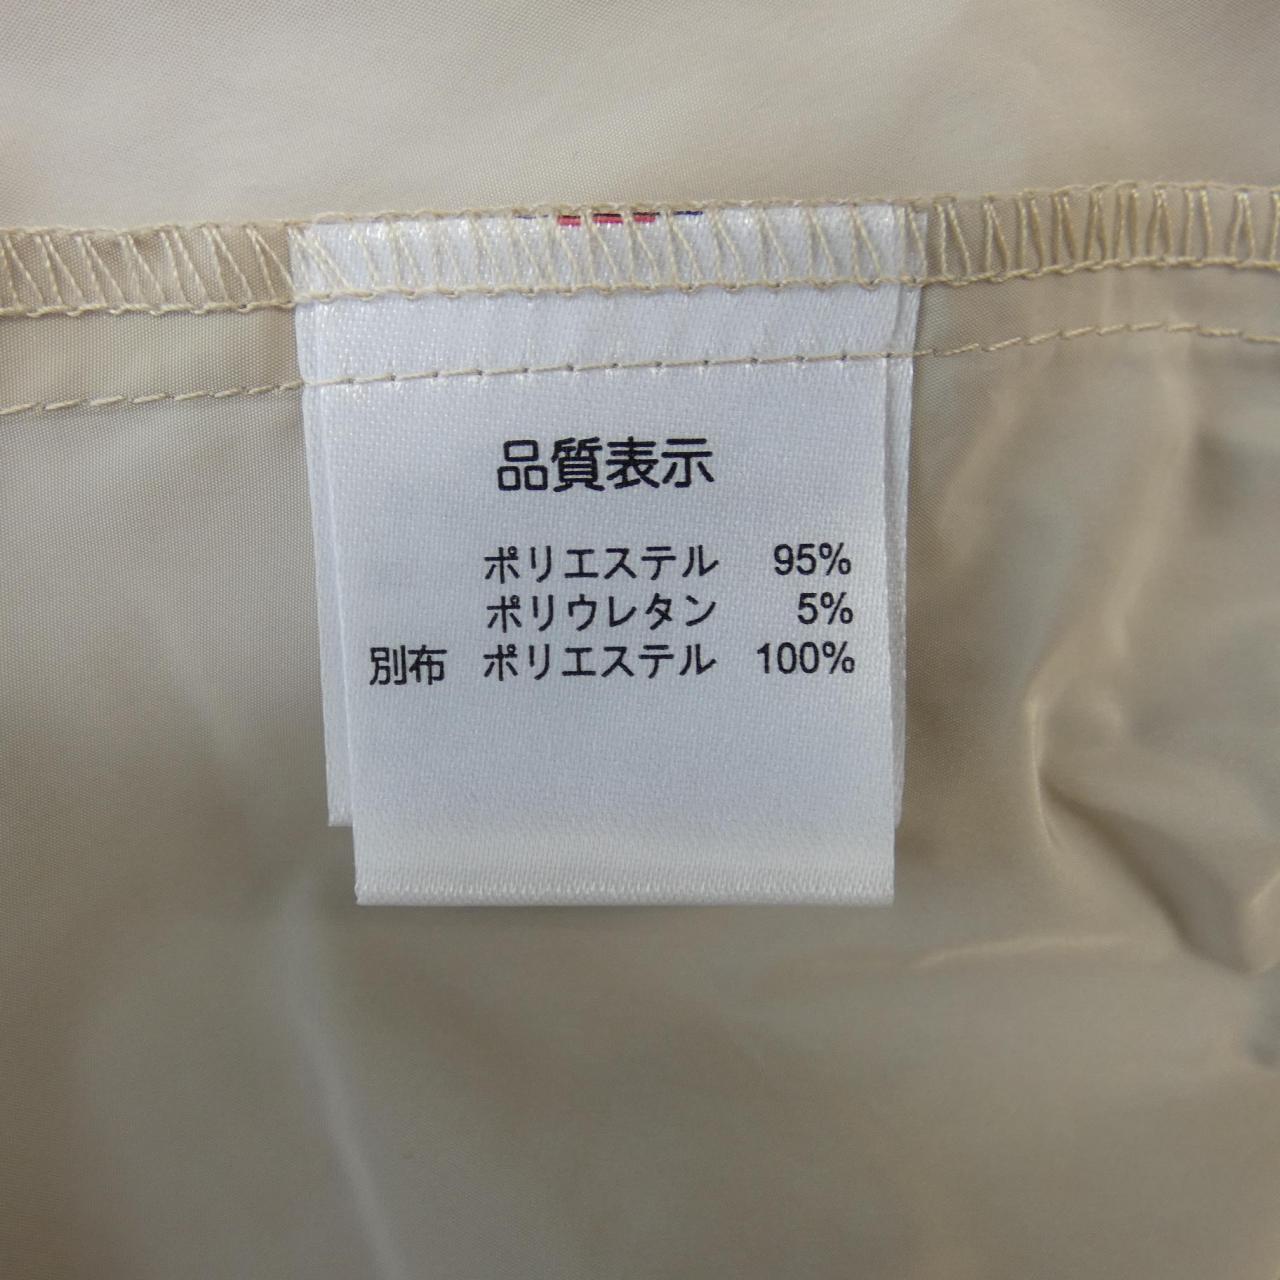 品質表示
ポリエステル 95%
ポリウレタン 5%
別布 ポリエステル 100%